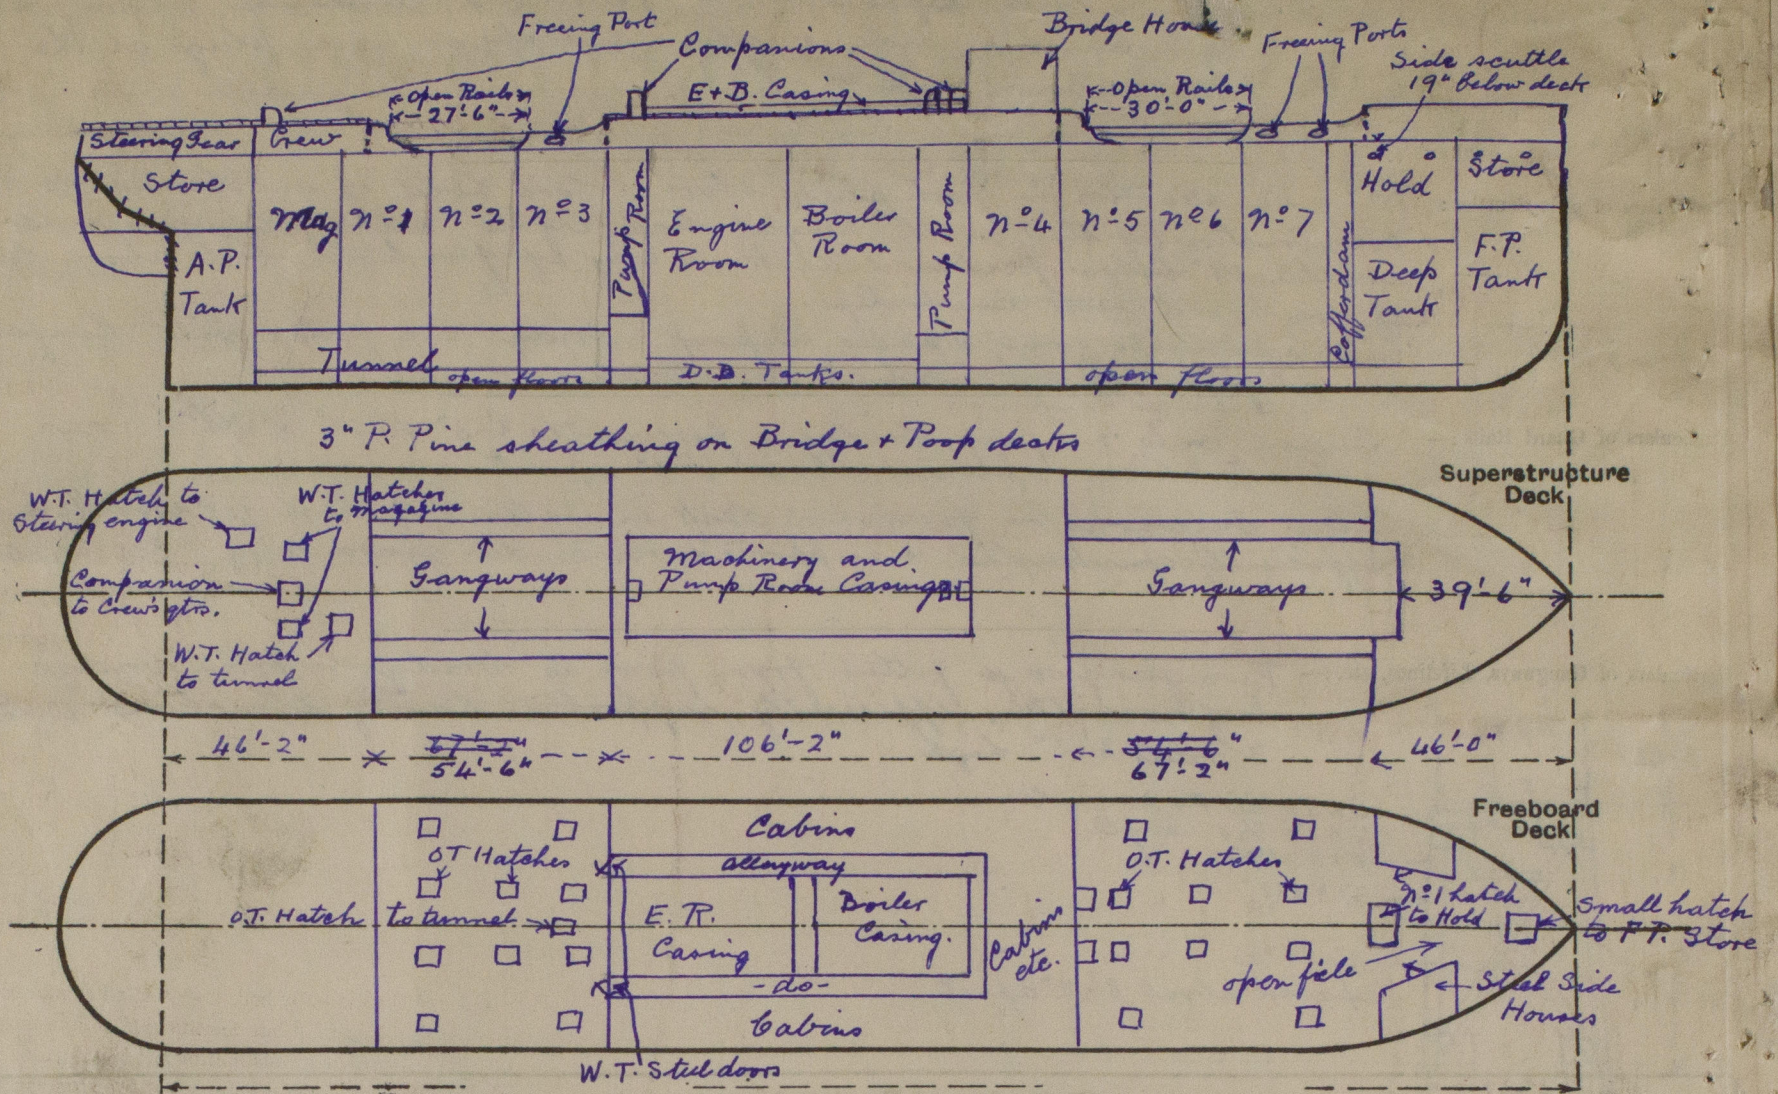 Freeing Port
Companions
Bridge House
Freeing Ports
Side scuttle
19" below deck
Open Rails
27'-6"
E+B. Casing
Open Rails
30'-0"
Steering Gear
Crew
Store
Mag
No 1
No 2
No 3
Pump Room
Engine
Room
Boiler
Room
Pump Room
No 4
No 5
No 6
No 7
Cofferdam
Hold
Store
A.P.
Tank
Deep
Tank
F.P.
Tank
Tunnel
open floors
D.B. Tanks.
open floors
3" P. Pine sheathing on Bridge + Poop decks
Superstructure
Deck
W.T. Hatch to
Steering engine
W.T. Hatches
to magazine
Companion
to Crew's qtrs.
Gangways
Machinery and
Pump Room Casings
Gangways
39'-6"
W.T. Hatch
to tunnel
46'-2"
67'-2"
54'-6"
106'-2"
54'-6"
67'-2"
46'-0"
Freeboard
Deck
Cabins
OT Hatches
alleyway
O.T. Hatches
No 1 hatch
to Hold
Small hatch
to F.P. Store
O.T. Hatch to tunnel
E.R.
Casing
Boiler
Casing.
Cabins
etc.
open ficle
Steel Side
Houses
-do-
Cabins
W.T. Steel doors